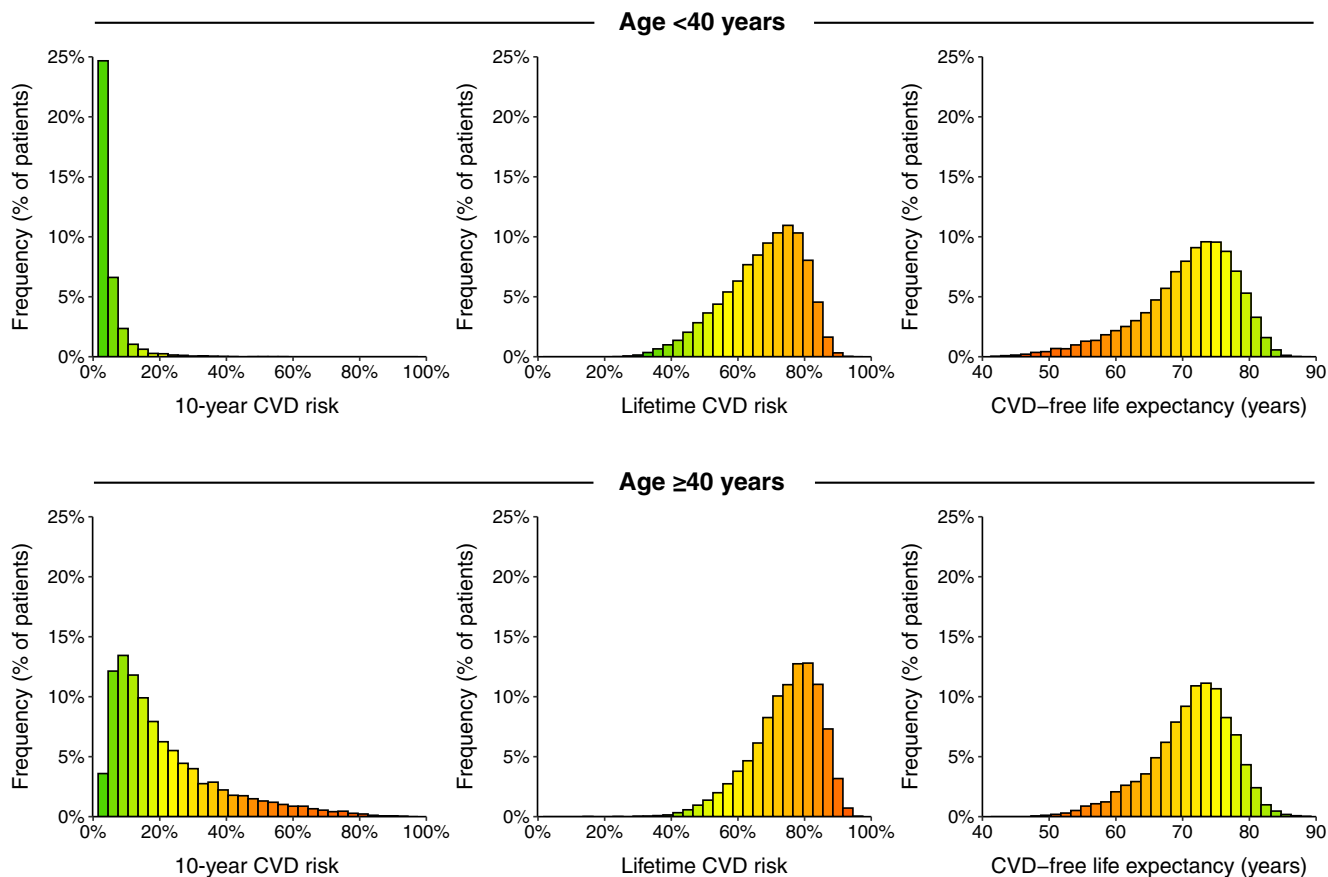 Age <40 years
Frequency (% of patients)
25%
20%
15%
10%
5%
0%
0% 20% 40% 60% 80% 100%
10-year CVD risk
Frequency (% of patients)
25%
20%
15%
10%
5%
0%
0% 20% 40% 60% 80% 100%
Lifetime CVD risk
Frequency (% of patients)
25%
20%
15%
10%
5%
0%
40 50 60 70 80 90
CVD–free life expectancy (years)
Age ≥40 years
Frequency (% of patients)
25%
20%
15%
10%
5%
0%
0% 20% 40% 60% 80% 100%
10-year CVD risk
Frequency (% of patients)
25%
20%
15%
10%
5%
0%
0% 20% 40% 60% 80% 100%
Lifetime CVD risk
Frequency (% of patients)
25%
20%
15%
10%
5%
0%
40 50 60 70 80 90
CVD–free life expectancy (years)